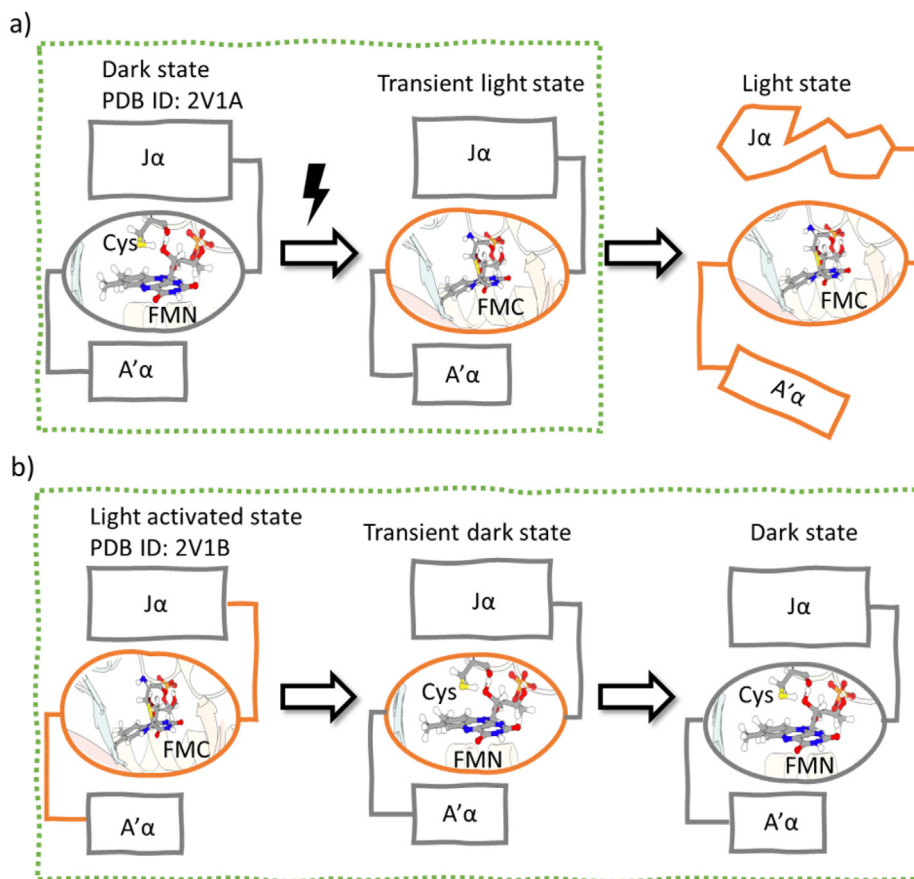 a)
Dark state
PDB ID: 2V1A
Transient light state
Light state
Jα
Jα
Jα
Cys
FMN
FMC
FMC
A'α
A'α
A'α
b)
Light activated state
PDB ID: 2V1B
Transient dark state
Dark state
Jα
Jα
Jα
Cys
Cys
FMC
FMN
FMN
A'α
A'α
A'α